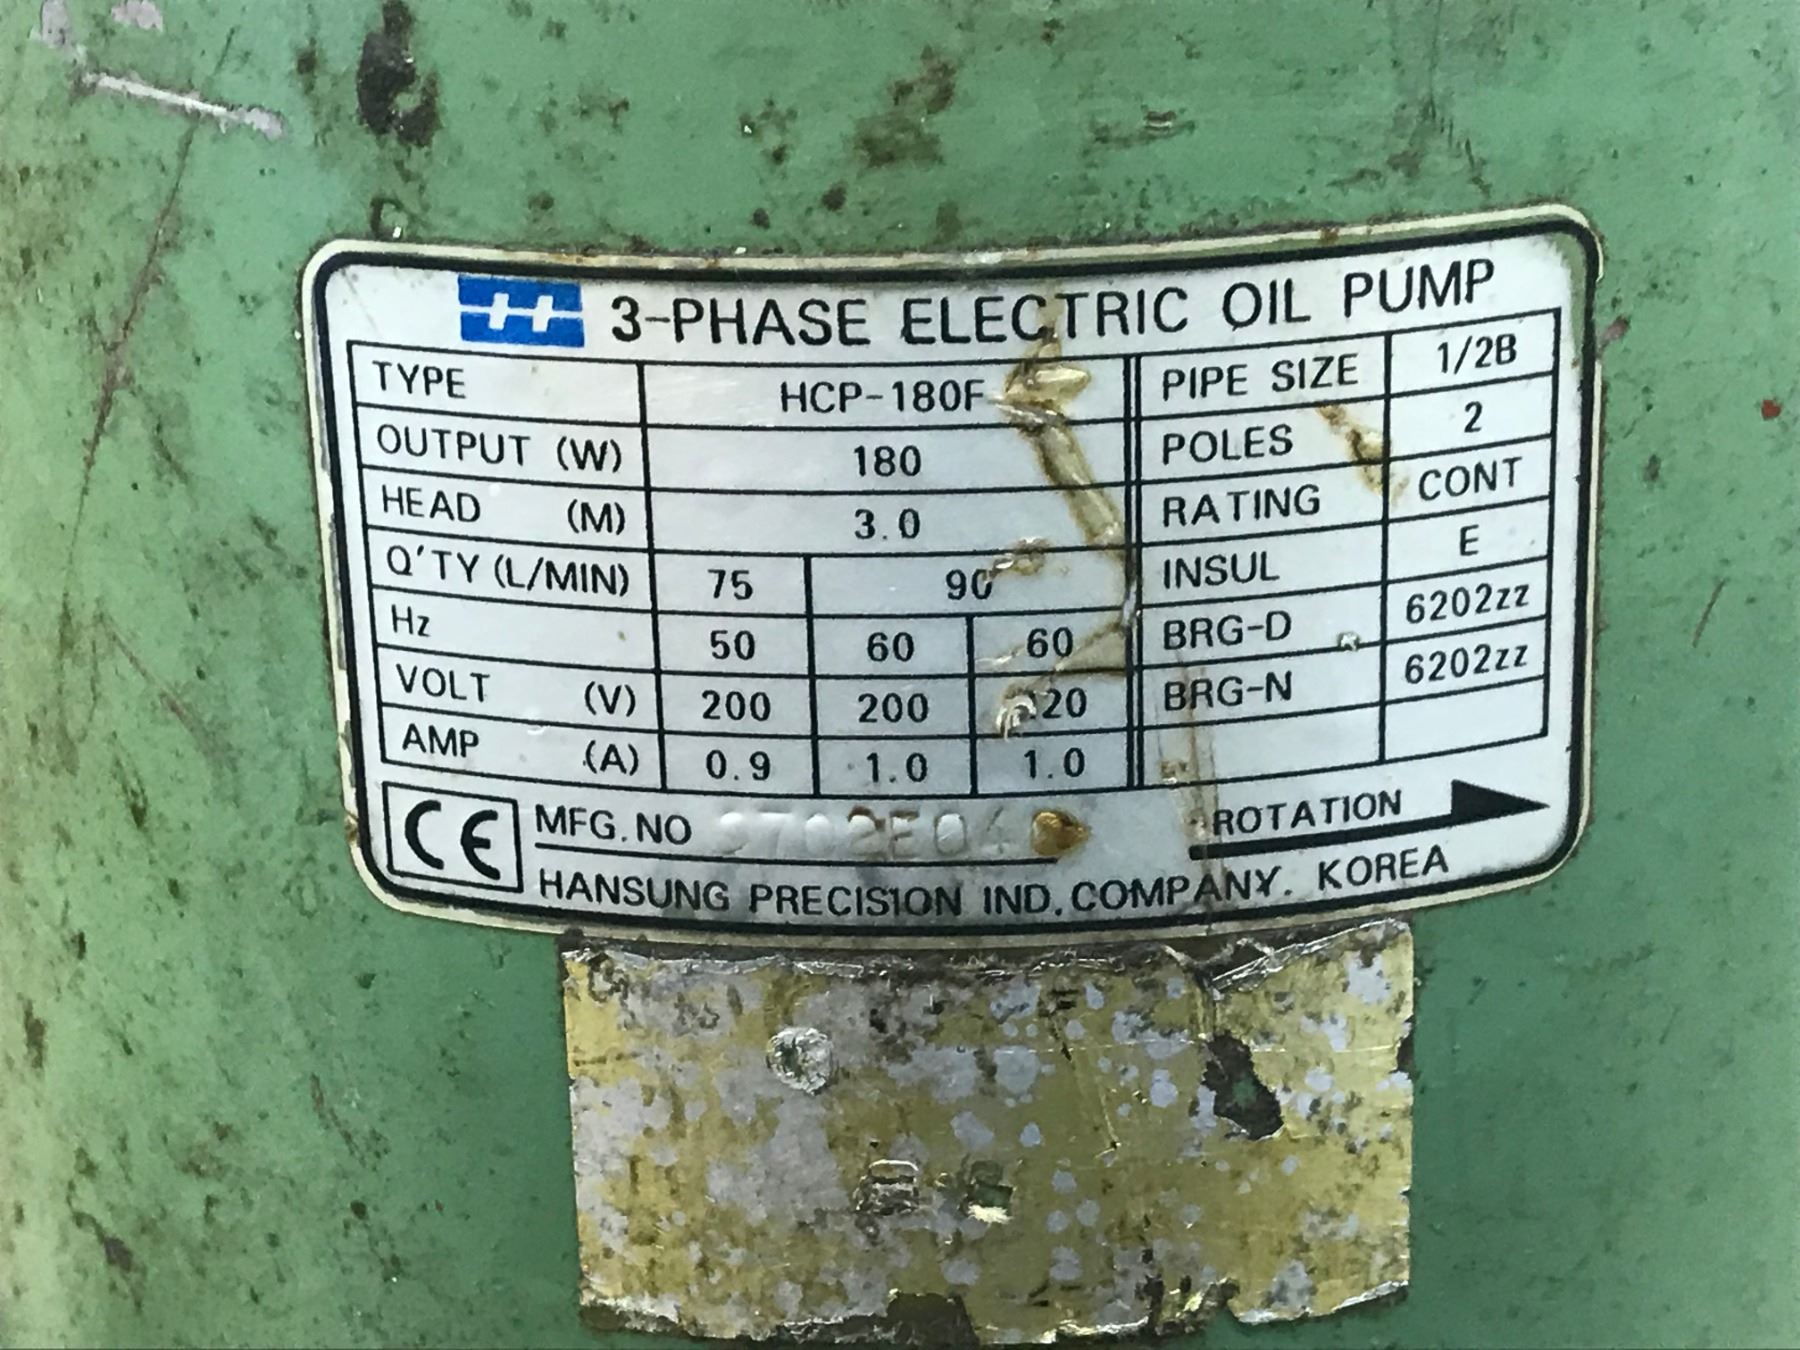 3-PHASE ELECTRIC OIL PUMP
TYPE HCP-180F PIPE SIZE 1/2B
OUTPUT (W) 180 POLES 2
HEAD (M) 3.0 RATING CONT
Q'TY (L/MIN) 75 90 INSUL E
Hz 50 60 60 BRG-D 6202zz
VOLT (V) 200 200 BRG-N 6202zz
AMP (A) 0.9 1.0 1.0
CE MFG. NO ROTATION
HANSUNG PRECISION IND. COMPANY. KOREA